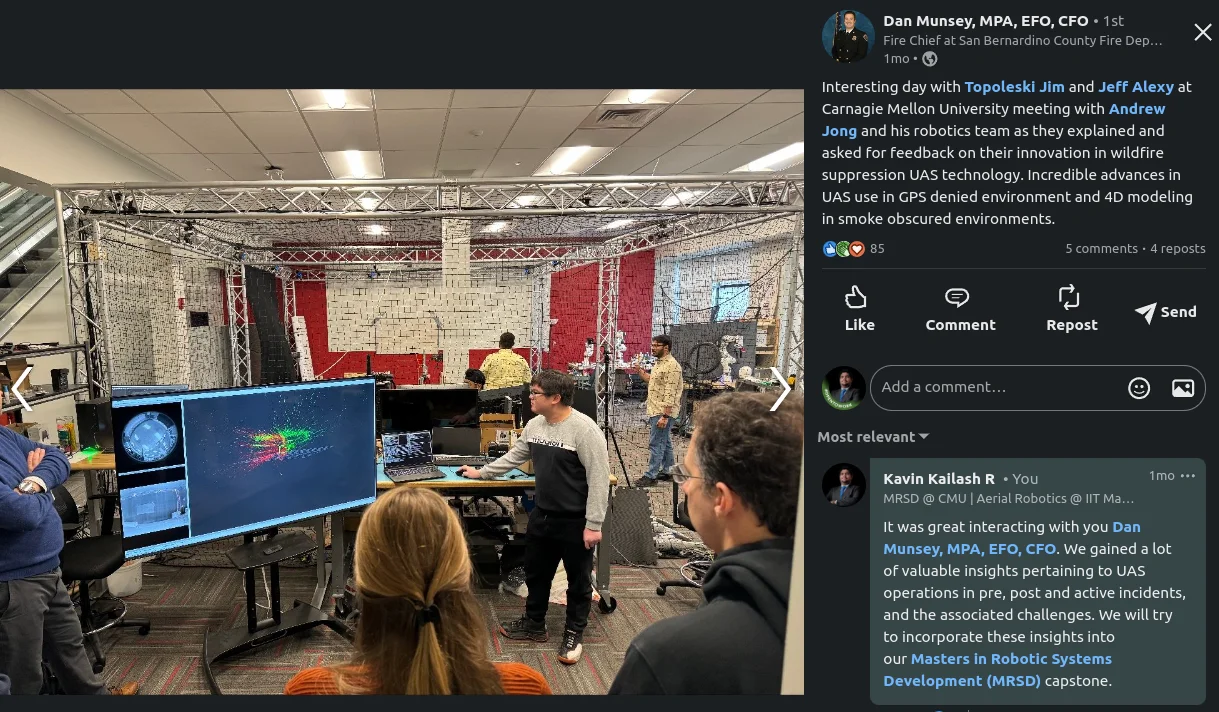 Dan Munsey, MPA, EFO, CFO • 1st
Fire Chief at San Bernardino County Fire Dep...
1mo •
Interesting day with Topoleski Jim and Jeff Alexy at
Carnagie Mellon University meeting with Andrew
Jong and his robotics team as they explained and
asked for feedback on their innovation in wildfire
suppression UAS technology. Incredible advances in
UAS use in GPS denied environment and 4D modeling
in smoke obscured environments.
85
5 comments • 4 reposts
Like
Comment
Repost
Send
Add a comment...
Most relevant
Kavin Kailash R • You
1mo
MRSD @ CMU | Aerial Robotics @ IIT Ma...
It was great interacting with you Dan
Munsey, MPA, EFO, CFO. We gained a lot
of valuable insights pertaining to UAS
operations in pre, post and active incidents,
and the associated challenges. We will try
to incorporate these insights into
our Masters in Robotic Systems
Development (MRSD) capstone.